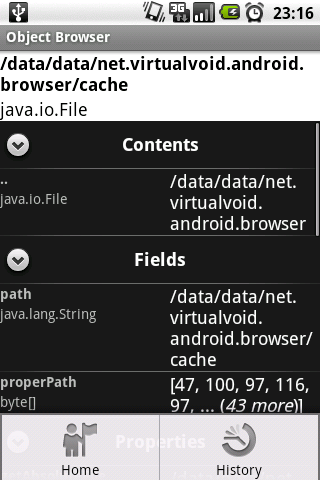 3G
23:16
Object Browser
/data/data/net.virtualvoid.android.
browser/cache
java.io.File
Contents
..
java.io.File
/data/data/net.
virtualvoid.
android.browser
Fields
path
java.lang.String
/data/data/net.
virtualvoid.
android.browser/
cache
properPath
byte[]
[47, 100, 97, 116,
97, ... (43 more)]
Properties
Home
History